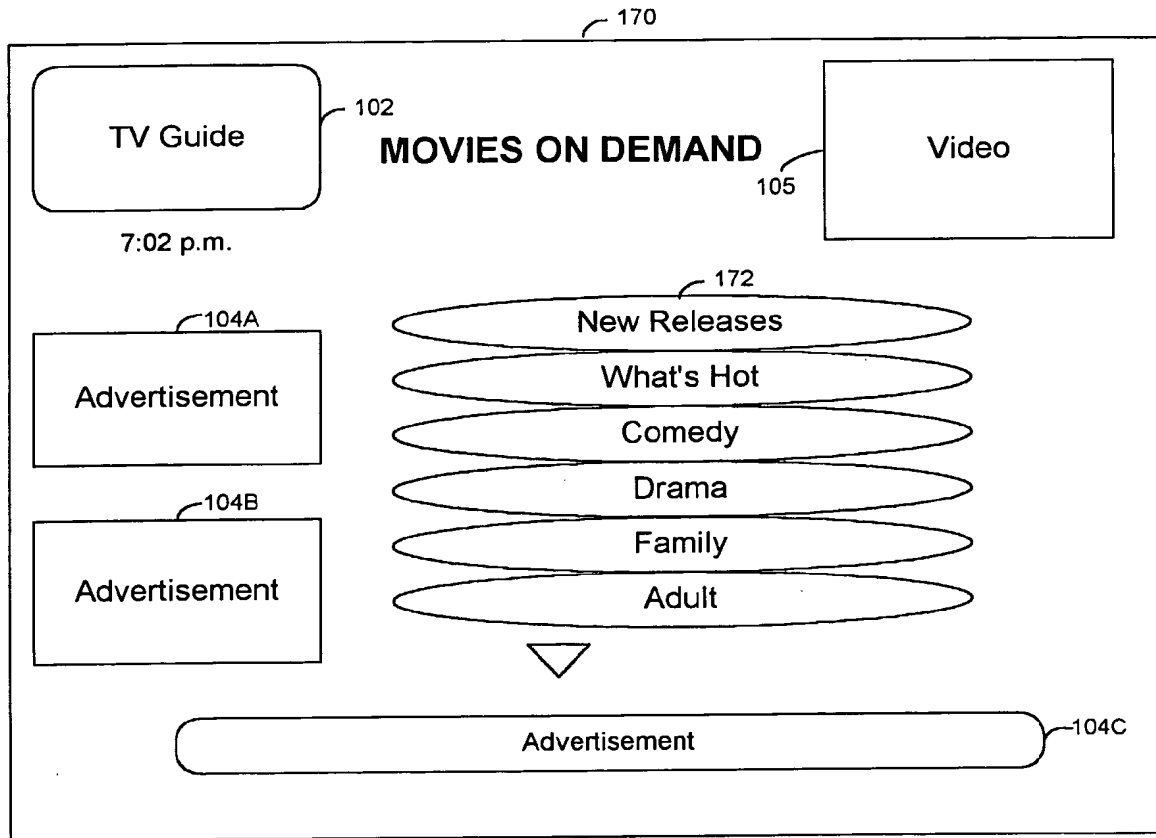 170
TV Guide
102
MOVIES ON DEMAND
Video
105
7:02 p.m.
172
New Releases
104A
Advertisement
What's Hot
Comedy
Drama
104B
Advertisement
Family
Adult
Advertisement
104C